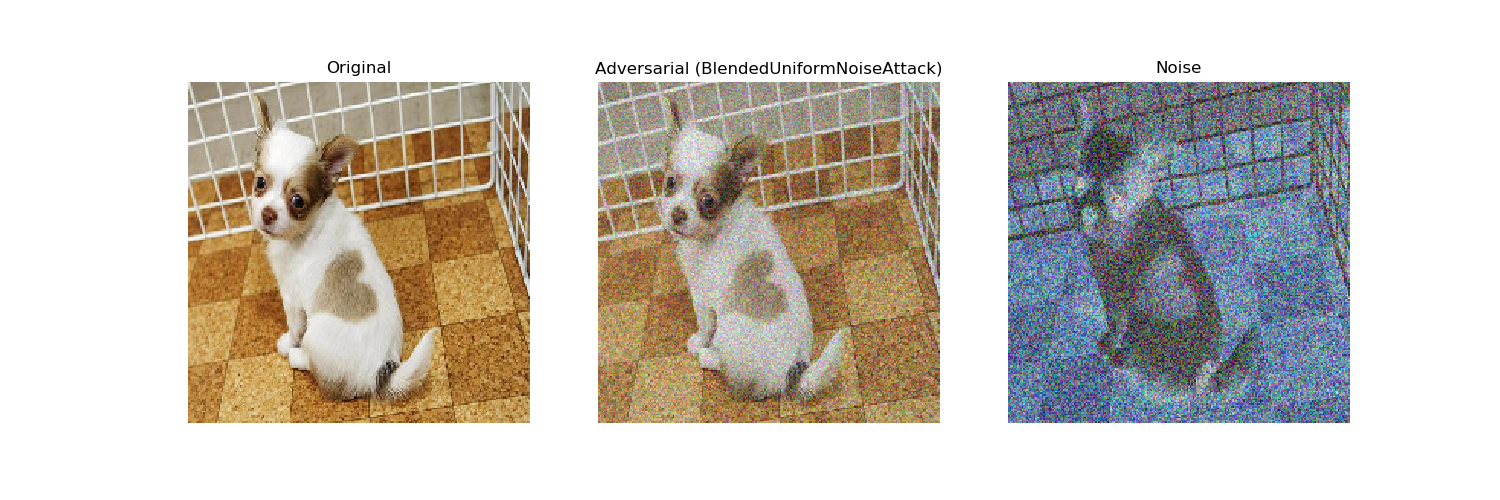 Original
Adversarial (BlendedUniformNoiseAttack)
Noise